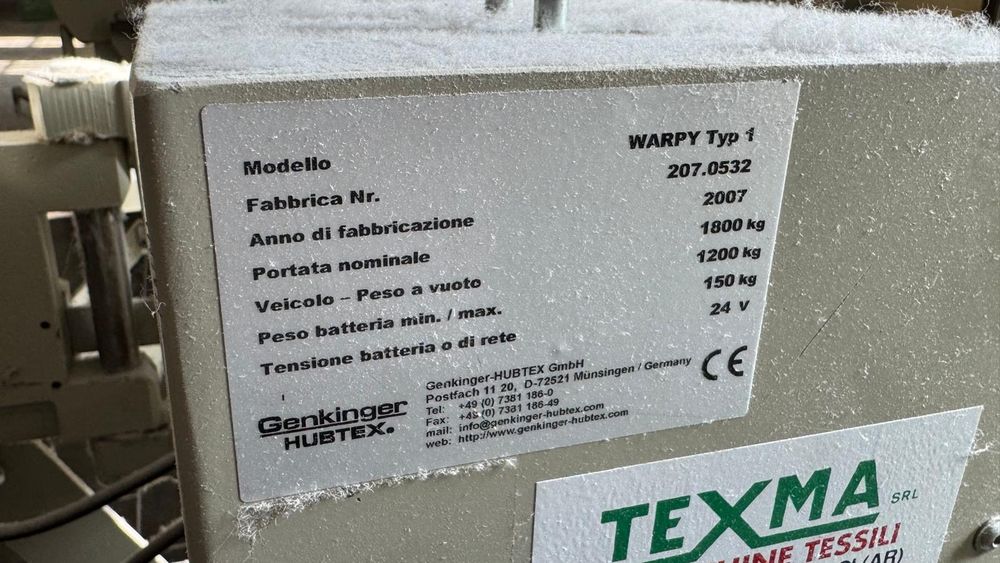 Modello WARPY Typ 1
Fabbrica Nr. 207.0532
Anno di fabbricazione 2007
Portata nominale 1800 kg
Veicolo – Peso a vuoto 1200 kg
Peso batteria min. / max. 150 kg
Tensione batteria o di rete 24 V
Genkinger
HUBTEX®
Genkinger-HUBTEX GmbH
Postfach 11 20, D-72521 Münsingen / Germany
Tel: +49 (0) 7381 186-0
Fax: +49 (0) 7381 186-49
mail: info@genkinger-hubtex.com
web: http://www.genkinger-hubtex.com
CE
TEXMA SRL
TESSILI
(AR)